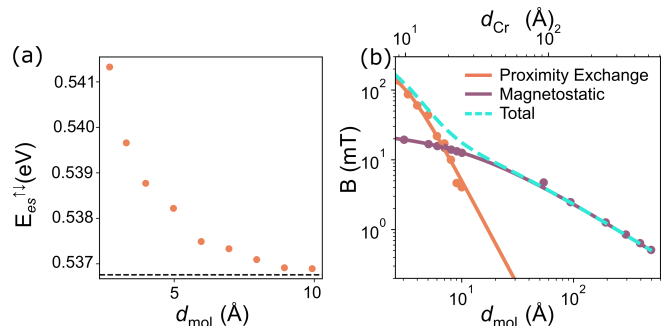 (a)
0.541
0.540
0.539
0.538
0.537
E_es^↑↓(eV)
5
10
d_mol (Å)
(b)
d_Cr (Å)
10^1
10^2
Proximity Exchange
Magnetostatic
Total
10^2
10^1
10^0
B (mT)
10^1
10^2
d_mol (Å)